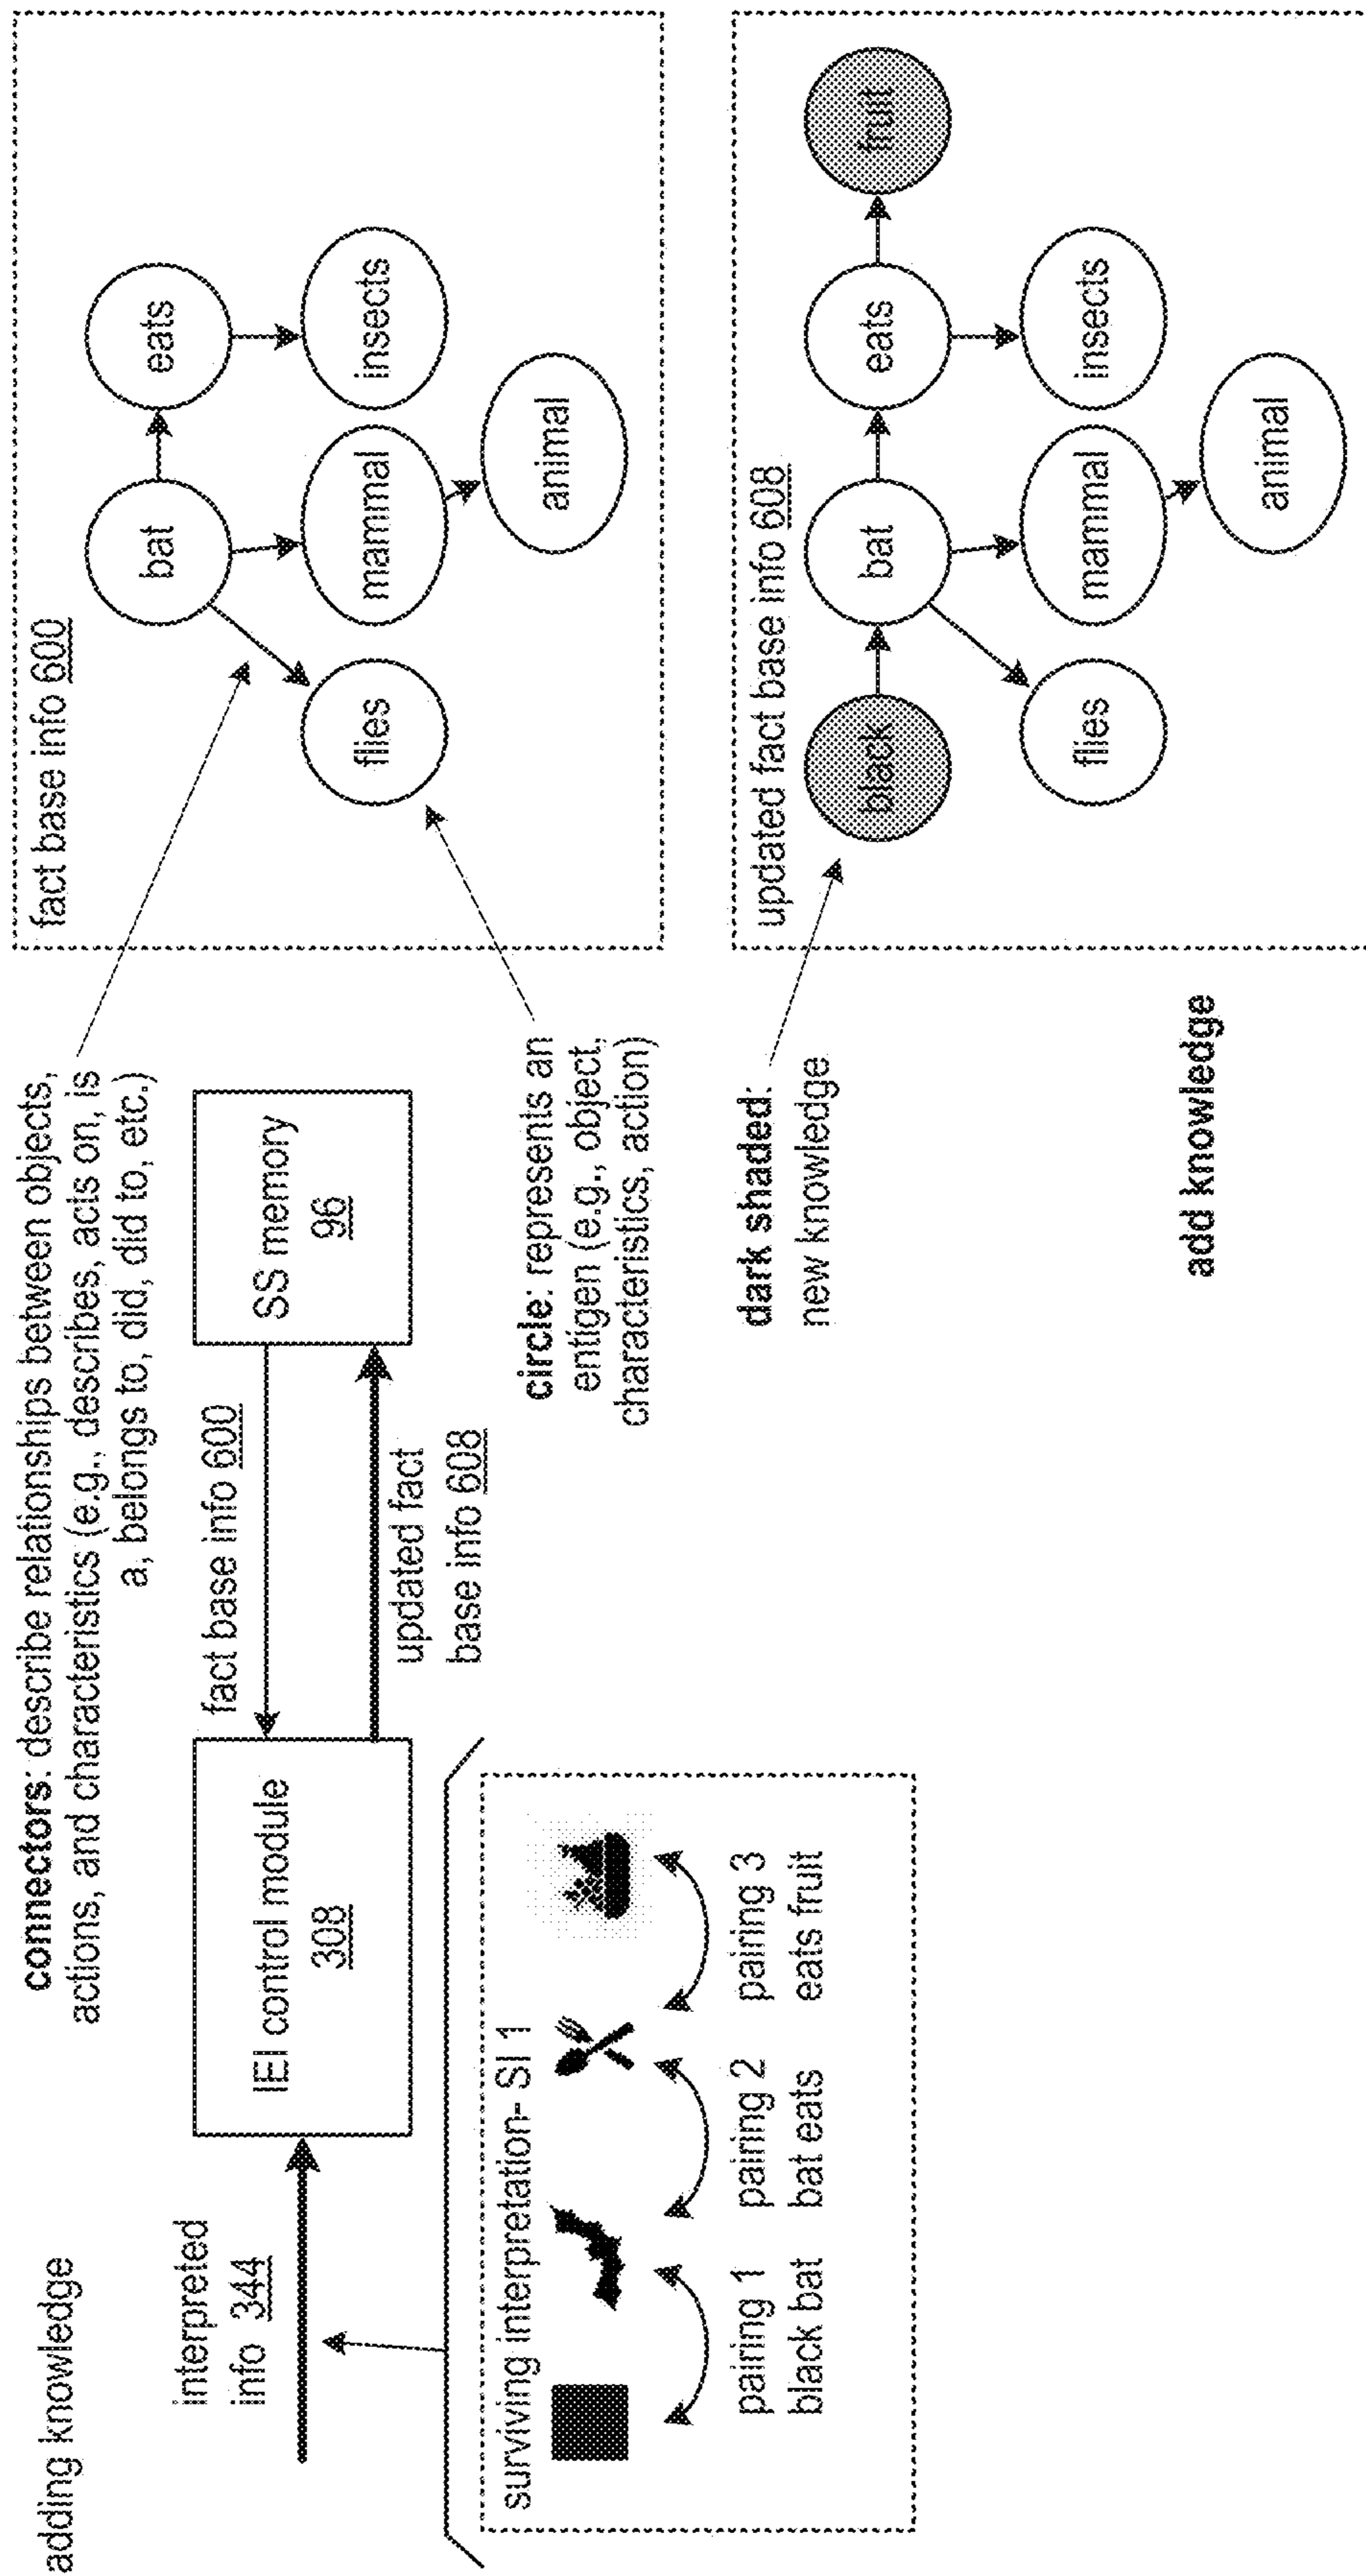 adding knowledge
connectors: describe relationships between objects,
actions, and characteristics (e.g., describes, acts on, is
a, belongs to, did, did to, etc.)
interpreted
info 344
IEI control module
308
fact base info 600
updated fact
base info 608
SS memory
96
surviving interpretation- SI 1
pairing 1
black bat
pairing 2
bat eats
pairing 3
eats fruit
circle: represents an
entigen (e.g., object,
characteristics, action)
fact base info 600
bat
eats
flies
mammal
insects
animal
dark shaded:
new knowledge
updated fact base info 608
black
bat
eats
fruit
flies
mammal
insects
animal
add knowledge